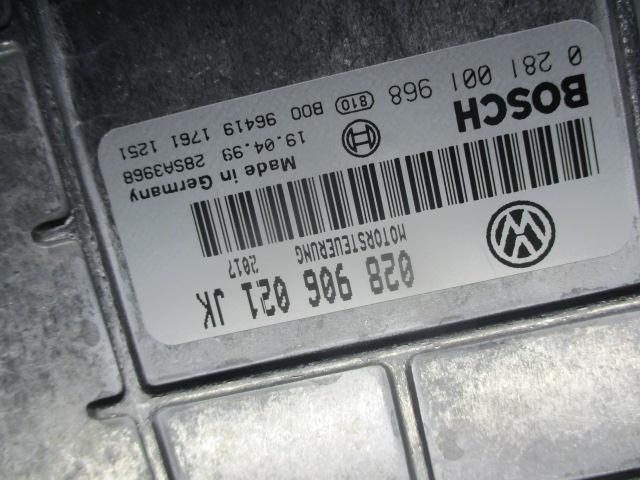 028 906 021 JK
MOTORSTEUERUNG 2017
BOSCH
Made in Germany
0 281 001 968
19.04.99 28SA3968
B10 B00 96419 1761 1251